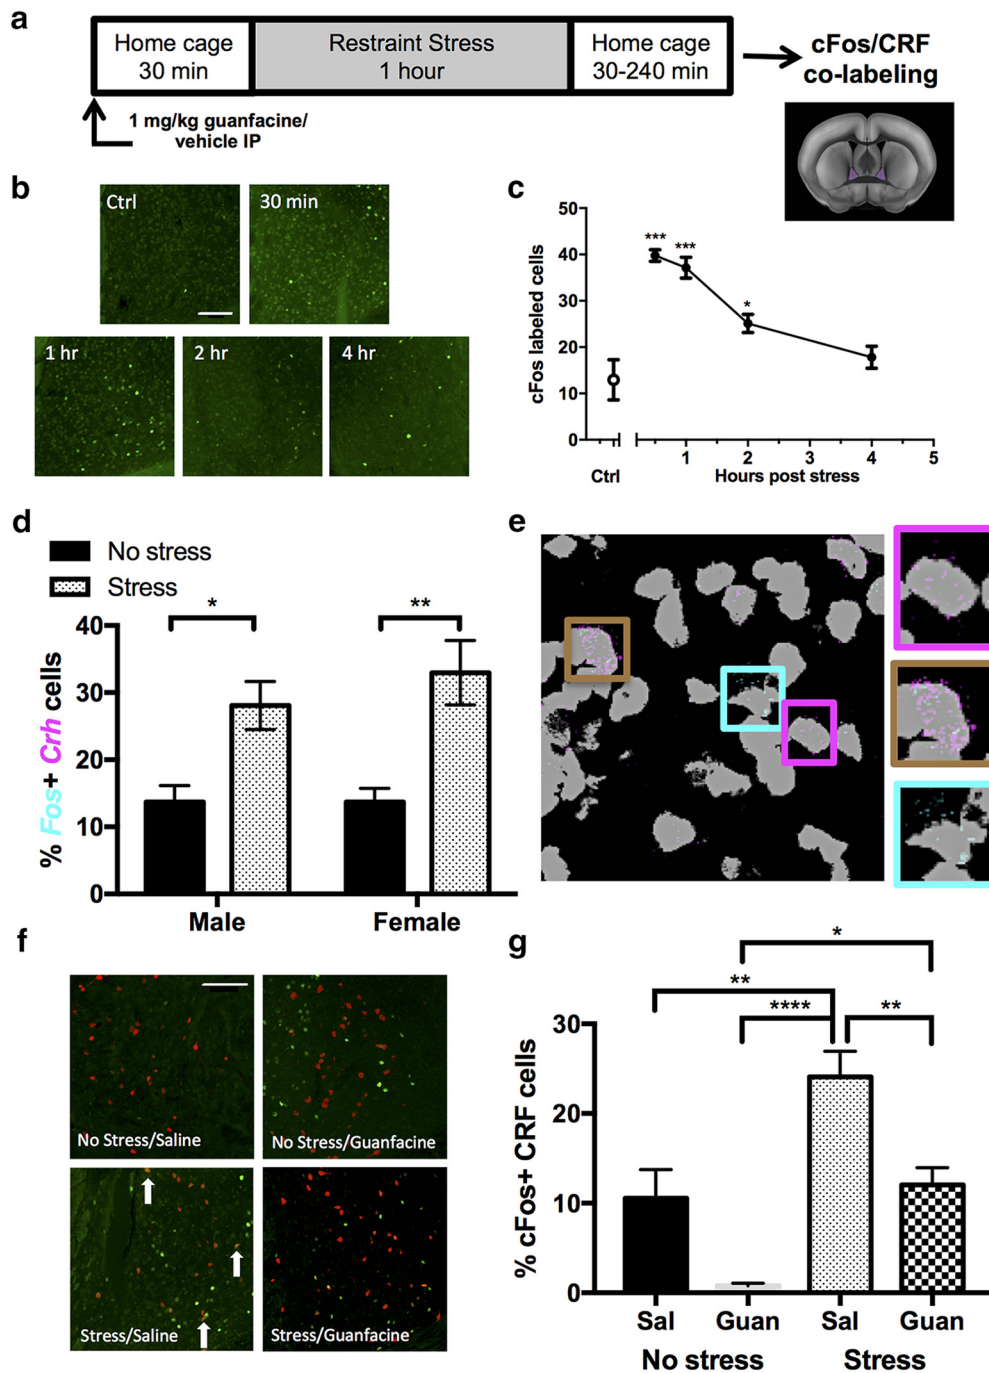 a
Home cage
30 min
Restraint Stress
1 hour
Home cage
30-240 min
cFos/CRF
co-labeling
1 mg/kg guanfacine/
vehicle IP
b
Ctrl
30 min
1 hr
2 hr
4 hr
c
cFos labeled cells
50
40
30
20
10
0
***
***
*
Ctrl
1
2
3
4
5
Hours post stress
d
No stress
Stress
*
**
% Fos+ Crh cells
40
30
20
10
0
Male
Female
e
f
No Stress/Saline
No Stress/Guanfacine
Stress/Saline
Stress/Guanfacine
g
*
**
****
**
% cFos+ CRF cells
30
20
10
0
Sal
Guan
Sal
Guan
No stress
Stress